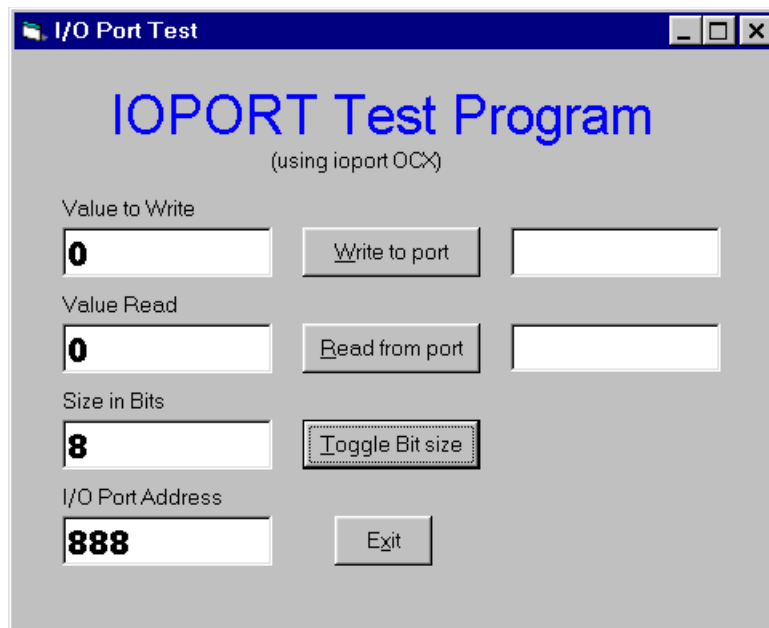 I/O Port Test
IOPORT Test Program
(using ioport OCX)
Value to Write
0 Write to port
Value Read
0 Read from port
Size in Bits
8 Toggle Bit size
I/O Port Address
888 Exit